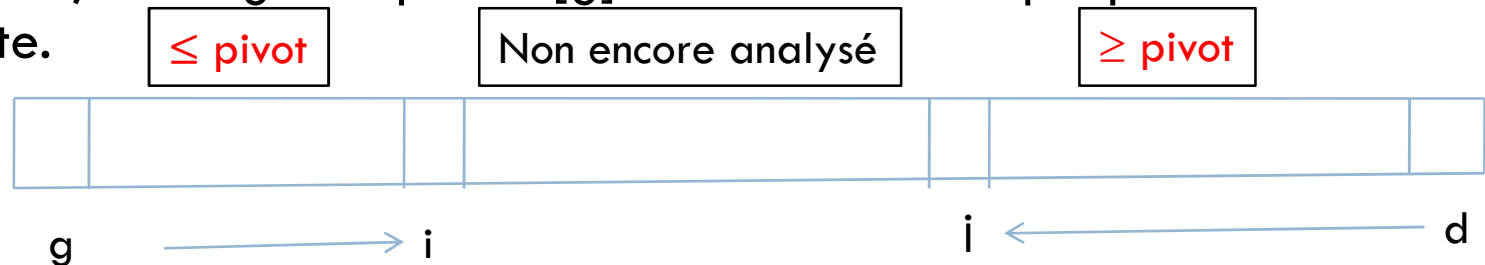 [g]
te.
≤ pivot
Non encore analysé
≥ pivot
g i j d